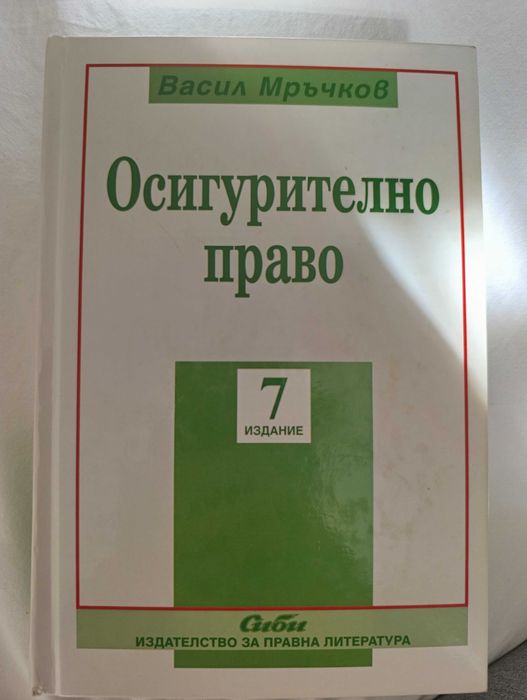 Васил Мръчков
Осигурително
право
7
ИЗДАНИЕ
Сиби
ИЗДАТЕЛСТВО ЗА ПРАВНА ЛИТЕРАТУРА